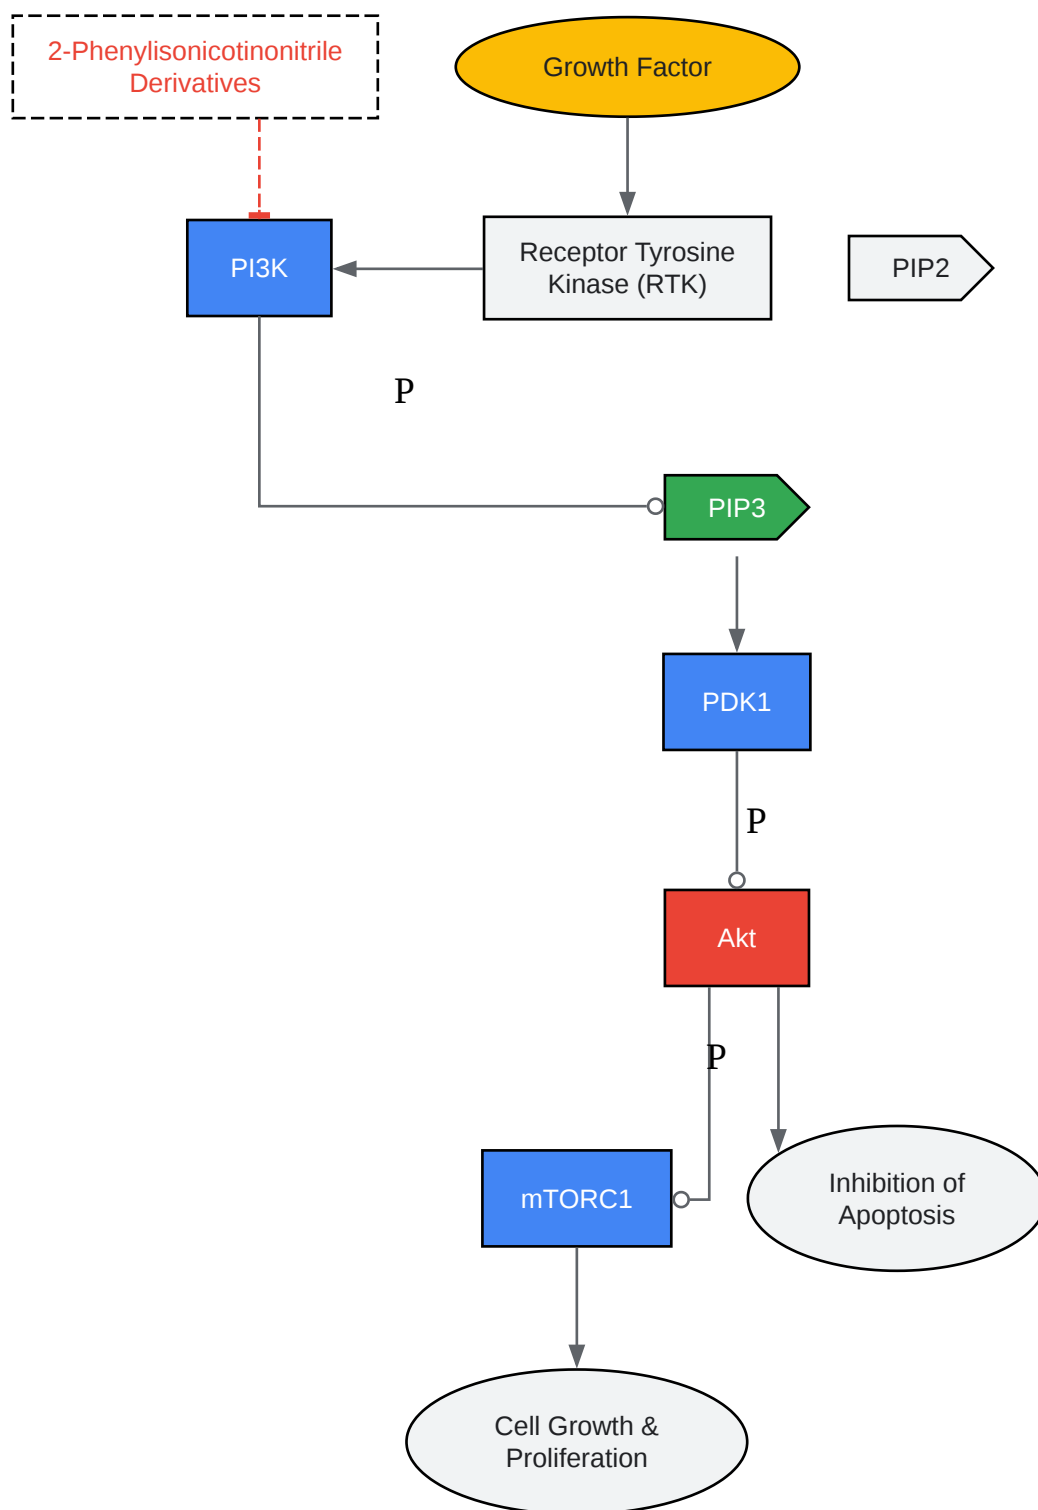 2-Phenylisonicotinonitrile
Derivatives
Growth Factor
PI3K
Receptor Tyrosine
Kinase (RTK)
PIP2
P
PIP3
PDK1
P
Akt
P
mTORC1
Inhibition of
Apoptosis
Cell Growth &
Proliferation